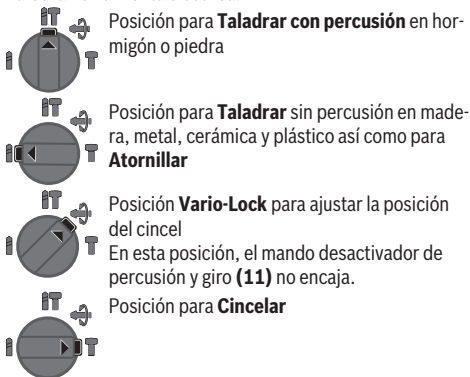 Posición para Taladrar con percusión en hor-
migón o piedra
Posición para Taladrar sin percusión en made-
ra, metal, cerámica y plástico así como para
Atornillar
Posición Vario-Lock para ajustar la posición
del cincel
En esta posición, el mando desactivador de
percusión y giro (11) no encaja.
Posición para Cincelar